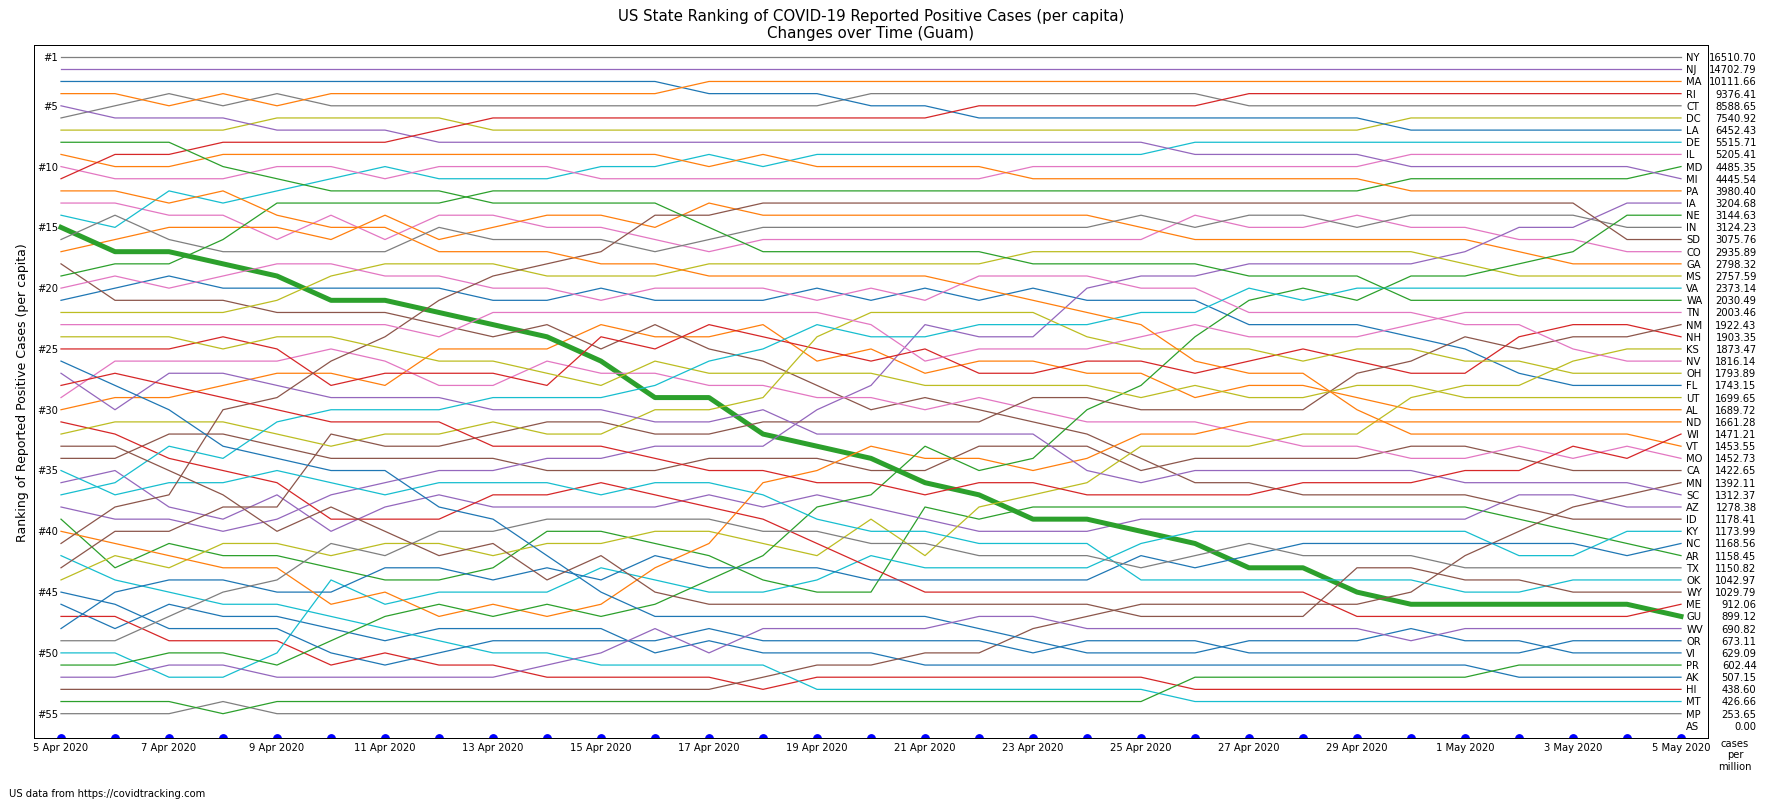 US State Ranking of COVID-19 Reported Positive Cases (per capita)
Changes over Time (Guam)
Ranking of Reported Positive Cases (per capita)
#1
#5
#10
#15
#20
#25
#30
#35
#40
#45
#50
#55
NY 16510.70
NJ 14702.79
MA 10111.66
RI 9376.41
CT 8588.65
DC 7540.92
LA 6452.43
DE 5515.71
IL 5205.41
MD 4485.35
MI 4445.54
PA 3980.40
IA 3204.68
NE 3144.63
IN 3124.23
SD 3075.76
CO 2935.89
GA 2798.32
MS 2757.59
VA 2373.14
WA 2030.49
TN 2003.46
NM 1922.43
NH 1903.35
KS 1873.47
NV 1816.14
OH 1793.89
FL 1743.15
UT 1699.65
AL 1689.72
ND 1661.28
WI 1471.21
VT 1453.55
MO 1452.73
CA 1422.65
MN 1392.11
SC 1312.37
AZ 1278.38
ID 1178.41
KY 1173.99
NC 1168.56
AR 1158.45
TX 1150.82
OK 1042.97
WY 1029.79
ME 912.06
GU 899.12
WV 690.82
OR 673.11
VI 629.09
PR 602.44
AK 507.15
HI 438.60
MT 426.66
MP 253.65
AS 0.00
5 Apr 2020 7 Apr 2020 9 Apr 2020 11 Apr 2020 13 Apr 2020 15 Apr 2020 17 Apr 2020 19 Apr 2020 21 Apr 2020 23 Apr 2020 25 Apr 2020 27 Apr 2020 29 Apr 2020 1 May 2020 3 May 2020 5 May 2020
cases
per
million
US data from https://covidtracking.com